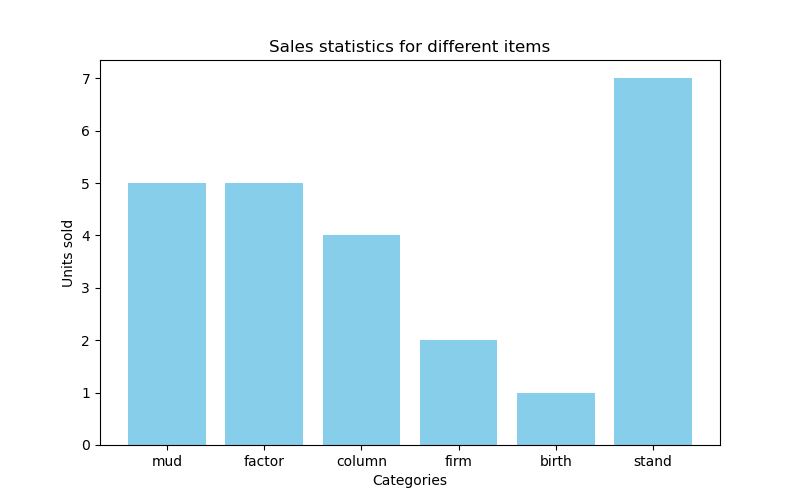 Sales statistics for different items
Units sold
7
6
5
4
3
2
1
0
mud factor column firm birth stand
Categories